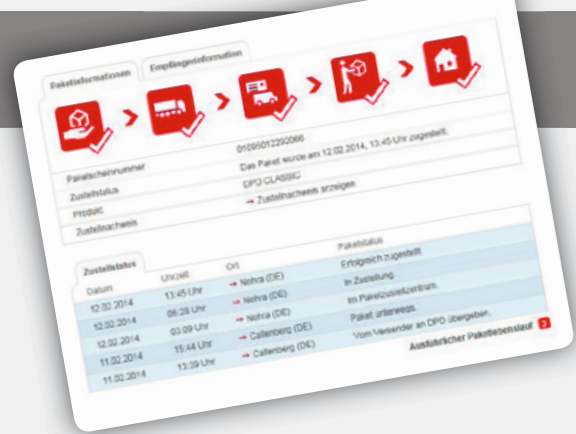 Paketinformationen Empfängerinformation
Paketscheinnummer 01095012292066
Zustellstatus Das Paket wurde am 12.02.2014, 13:45 Uhr zugestellt.
Produkt DPD CLASSIC
Zustellnachweis → Zustellnachweis anzeigen
Zustellstatus
Datum Uhrzeit Ort Paketstatus
12.02.2014 13:45 Uhr → Nohra (DE) Erfolgreich zugestellt.
12.02.2014 06:28 Uhr → Nohra (DE) In Zustellung.
12.02.2014 03:09 Uhr → Nohra (DE) Im Paketzustellzentrum.
11.02.2014 15:44 Uhr → Callenberg (DE) Paket unterwegs.
11.02.2014 13:39 Uhr → Callenberg (DE) Vom Versender an DPD übergeben.
Ausführlicher Paketlebenslauf